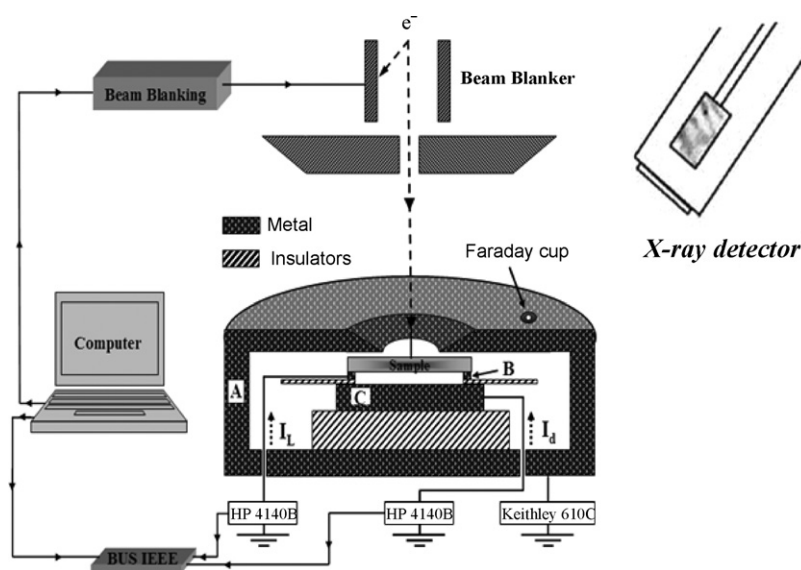 e⁻
Beam Blanking
Beam Blanker
Metal
Insulators
Faraday cup
X-ray detector
Computer
Sample
A
B
C
I_L
I_d
HP 4140B
HP 4140B
Keithley 610C
BUS IEEE